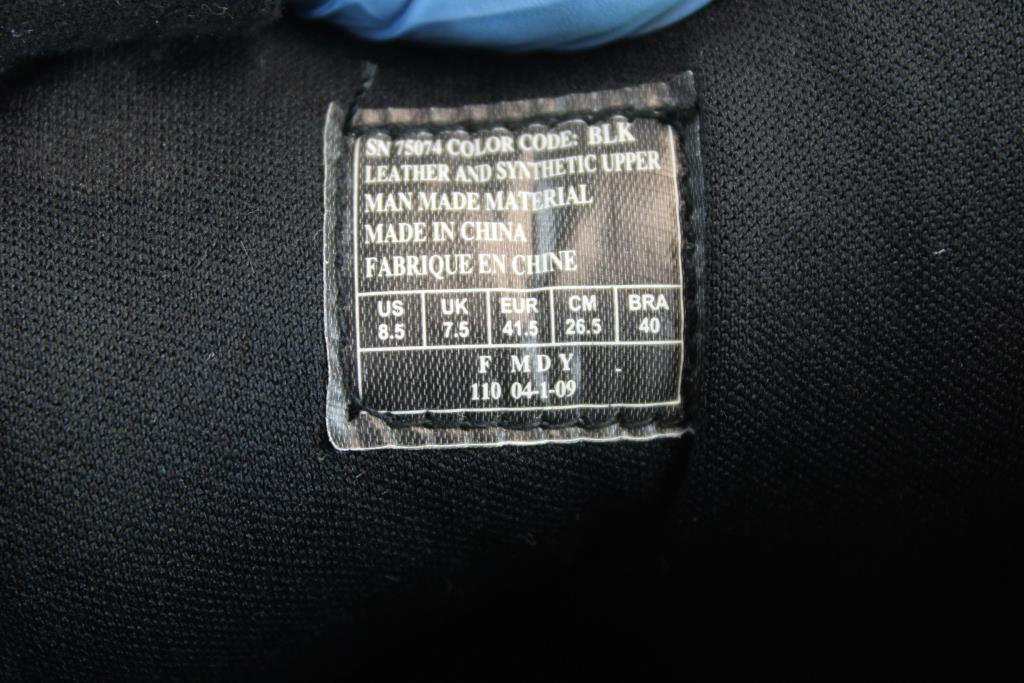 SN 75074 COLOR CODE: BLK
LEATHER AND SYNTHETIC UPPER
MAN MADE MATERIAL
MADE IN CHINA
FABRIQUE EN CHINE
US UK EUR CM BRA
8.5 7.5 41.5 26.5 40
F M D Y
110 04-1-09